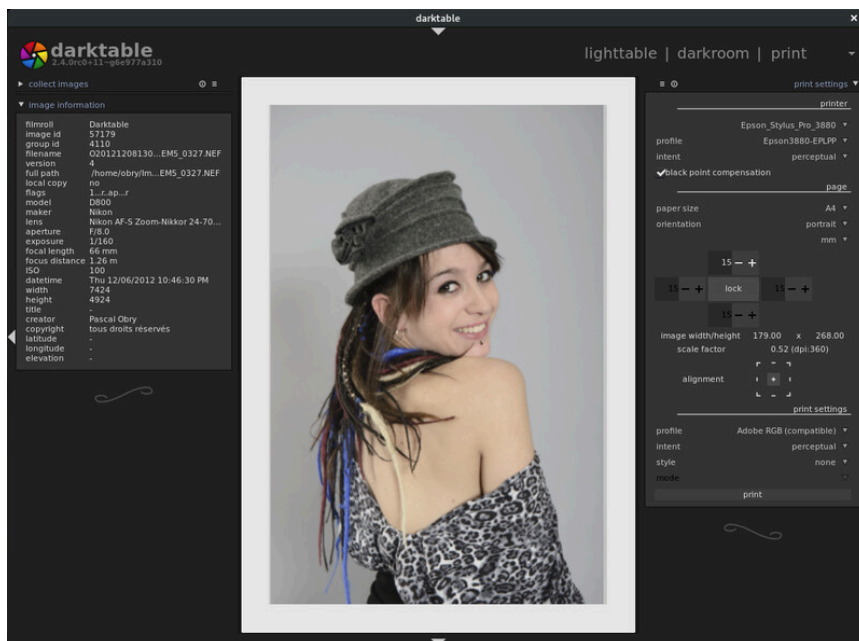 darktable
darktable
2.4.0rc0+11~g6e977a310
lighttable | darkroom | print
collect images
image information
filmroll Darktable
image id 57179
group id 4110
filename O20121208130...EM5_0327.NEF
version 4
full path /home/obry/Im...EM5_0327.NEF
local copy no
flags 1...r..ap...r
model D800
maker Nikon
lens Nikon AF-S Zoom-Nikkor 24-70...
aperture F/8.0
exposure 1/160
focal length 66 mm
focus distance 1.26 m
ISO 100
datetime Thu 12/06/2012 10:46:30 PM
width 7424
height 4924
title -
creator Pascal Obry
copyright tous droits réservés
latitude -
longitude -
elevation -
print settings
printer
Epson_Stylus_Pro_3880
profile Epson3880-EPLPP
intent perceptual
black point compensation
page
paper size A4
orientation portrait
mm
15 - +
15 - + lock 15 - +
15 - +
image width/height 179.00 x 268.00
scale factor 0.52 (dpi:360)
alignment
print settings
profile Adobe RGB (compatible)
intent perceptual
style none
mode
print